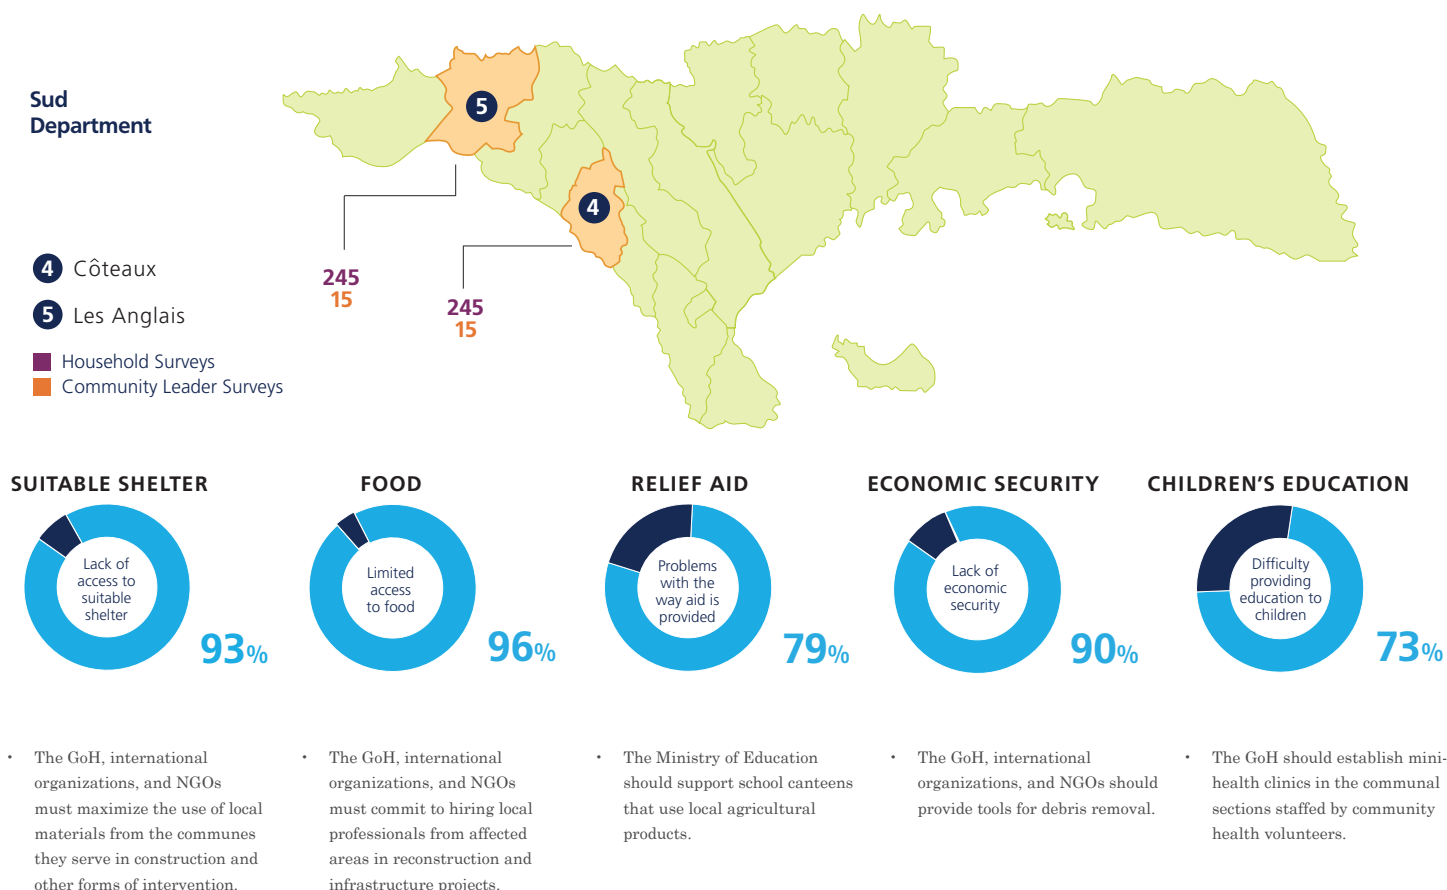 Sud
Department
5
4
4 Côteaux
5 Les Anglais
245
15
245
15
Household Surveys
Community Leader Surveys
SUITABLE SHELTER
Lack of
access to
suitable
shelter
93%
FOOD
Limited
access
to food
96%
RELIEF AID
Problems
with the
way aid is
provided
79%
ECONOMIC SECURITY
Lack of
economic
security
90%
CHILDREN'S EDUCATION
Difficulty
providing
education to
children
73%
• The GoH, international
organizations, and NGOs
must maximize the use of local
materials from the communes
they serve in construction and
other forms of intervention.
• The GoH, international
organizations, and NGOs
must commit to hiring local
professionals from affected
areas in reconstruction and
infrastructure projects.
• The Ministry of Education
should support school canteens
that use local agricultural
products.
• The GoH, international
organizations, and NGOs should
provide tools for debris removal.
• The GoH should establish mini-
health clinics in the communal
sections staffed by community
health volunteers.